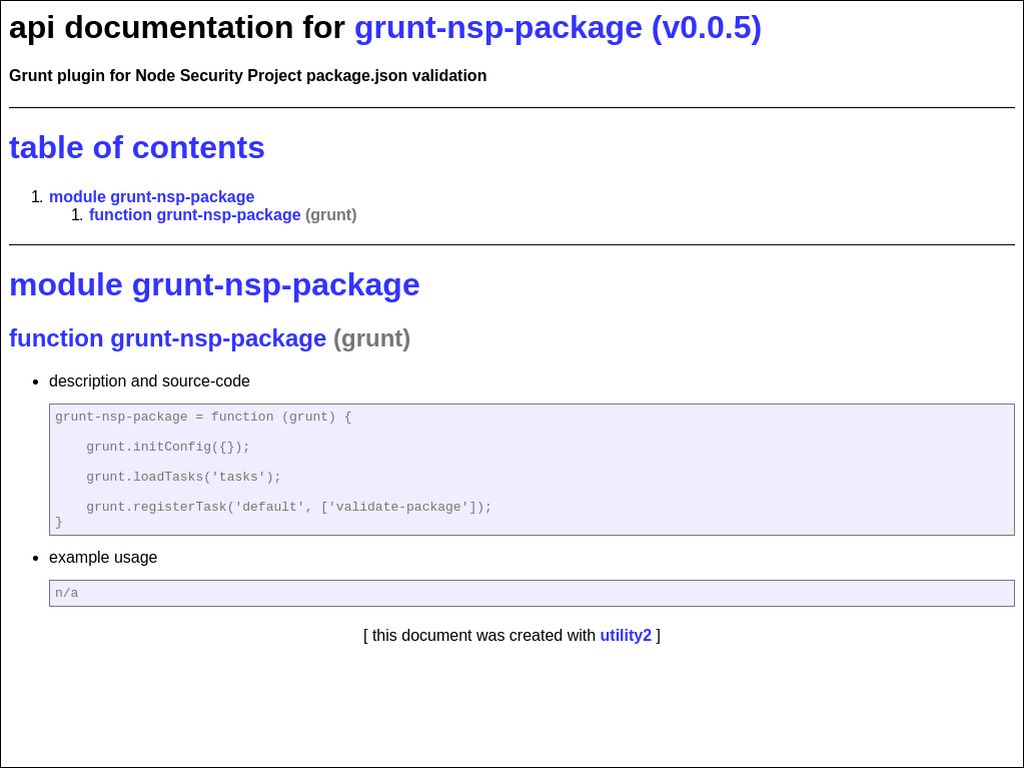 api documentation for grunt-nsp-package (v0.0.5)
Grunt plugin for Node Security Project package.json validation
table of contents
1. module grunt-nsp-package
1. function grunt-nsp-package (grunt)
module grunt-nsp-package
function grunt-nsp-package (grunt)
• description and source-code
grunt-nsp-package = function (grunt) {
    grunt.initConfig({});
    grunt.loadTasks('tasks');
    grunt.registerTask('default', ['validate-package']);
}
• example usage
n/a
[ this document was created with utility2 ]